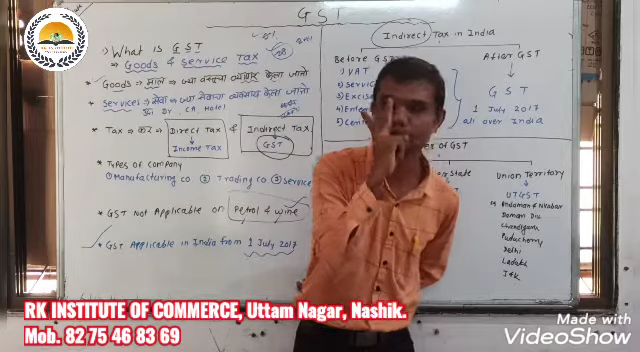 GST
1) What is GST
→ Goods & Service Tax
* Goods → माल → ज्या वस्तूचा व्यापार केला जातो
* Services → सेवा → ज्या सेवांचा व्यवसाय केला जातो
Dr, CA, Hotel
* Tax → कर → Direct Tax & Indirect Tax
Income Tax
GST
* Types of Company
① Manufacturing co ② Trading co ③ Service
* GST Not Applicable on Petrol & Wine
* GST Applicable in India from 1 July 2017
Indirect Tax in India
Before GST
1) VAT
2)
3) Excise
4)
5)
After GST
GST
1 July 2017
all over India
of GST
State
Union Territory
UTGST
Andaman & Nicobar
Daman Diu
Chandigarh
Puducherry
Delhi
Ladakh
J&K
RK INSTITUTE OF COMMERCE, Uttam Nagar, Nashik.
Mob. 82 75 46 83 69
Made with
VideoShow